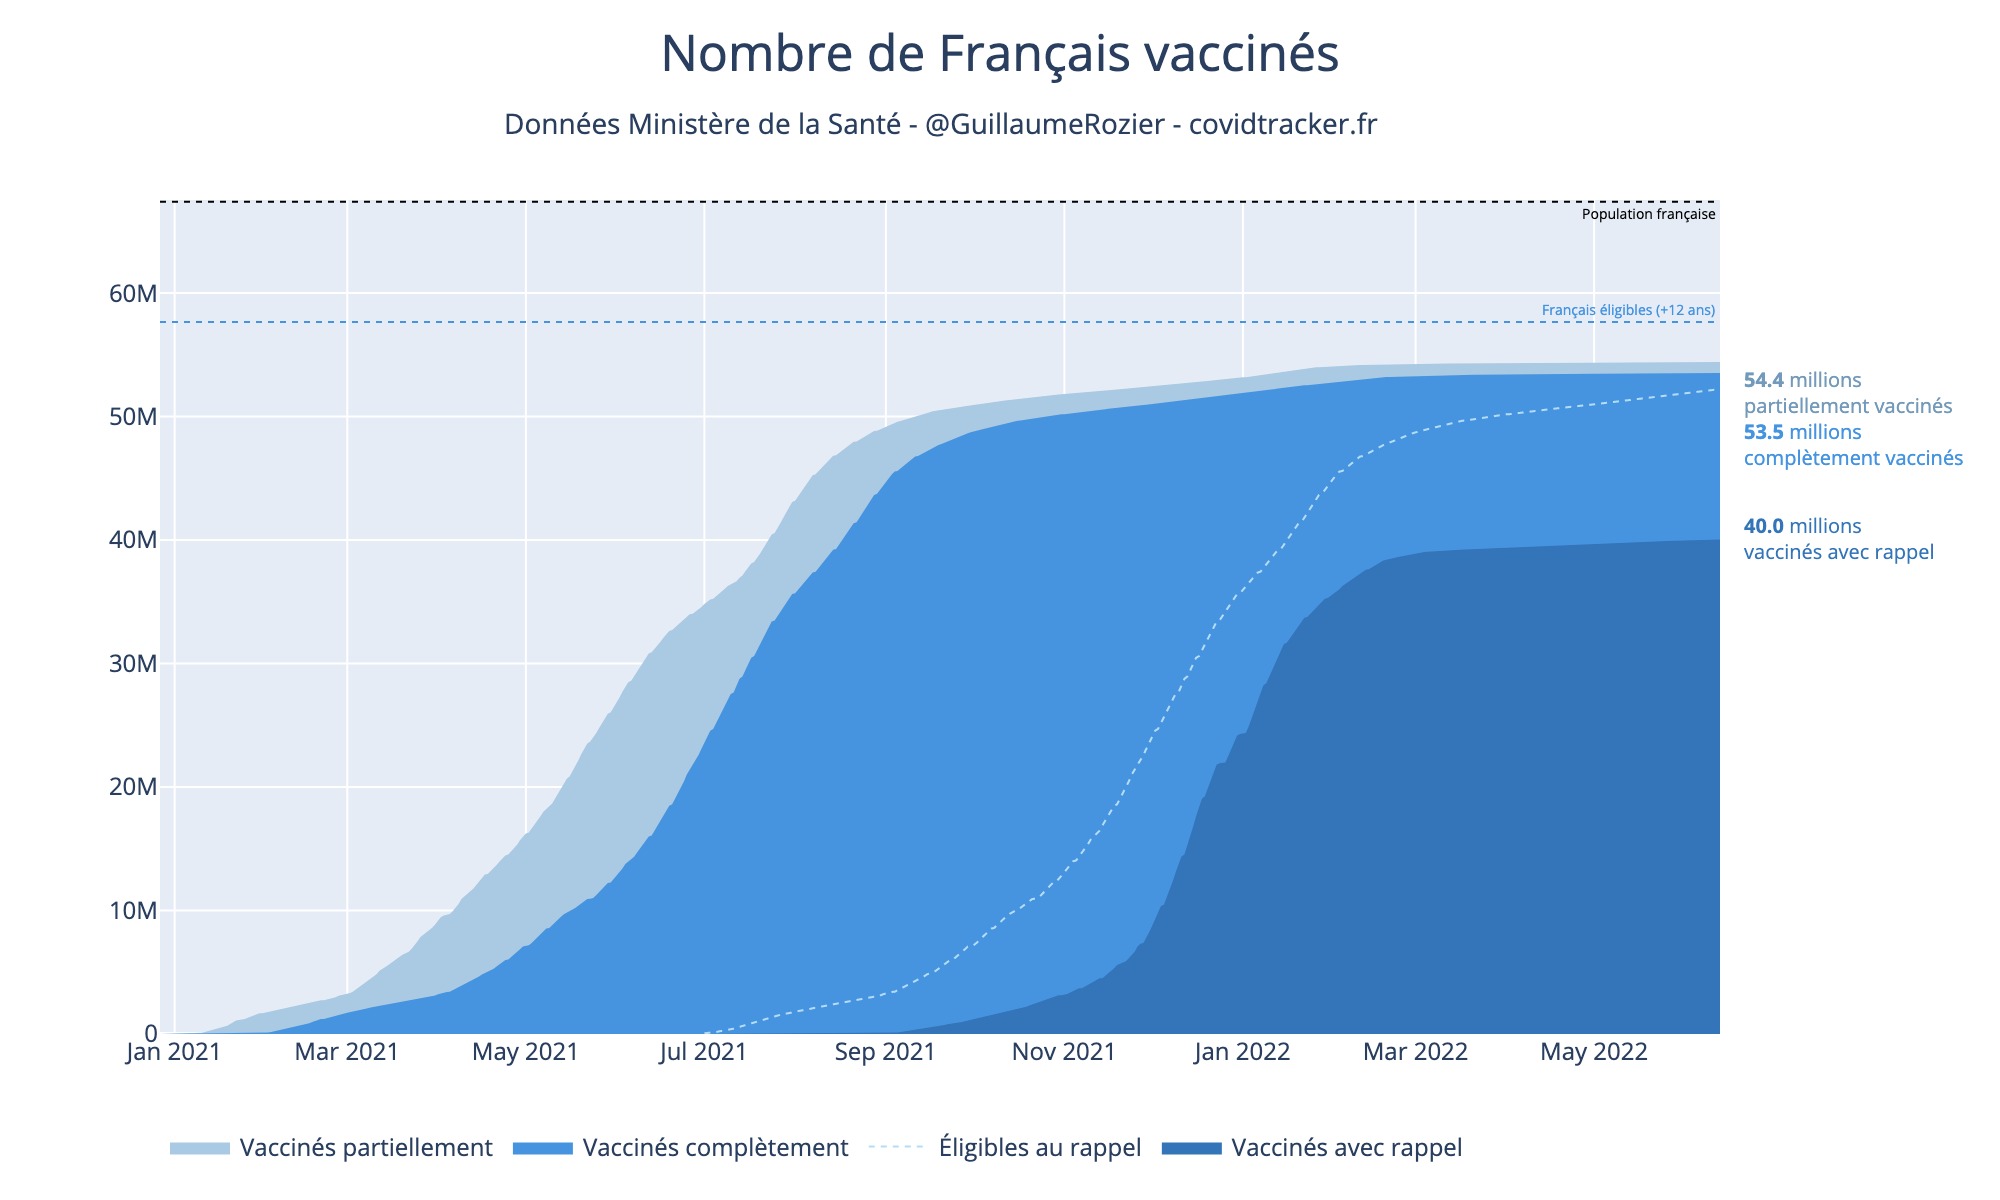 Nombre de Français vaccinés
Données Ministère de la Santé - @GuillaumeRozier - covidtracker.fr
Population française
60M
Français éligibles (+12 ans)
54.4 millions
partiellement vaccinés
50M
53.5 millions
complètement vaccinés
40.0 millions
vaccinés avec rappel
40M
30M
20M
10M
0
Jan 2021 Mar 2021 May 2021 Jul 2021 Sep 2021 Nov 2021 Jan 2022 Mar 2022 May 2022
Vaccinés partiellement Vaccinés complètement Éligibles au rappel Vaccinés avec rappel